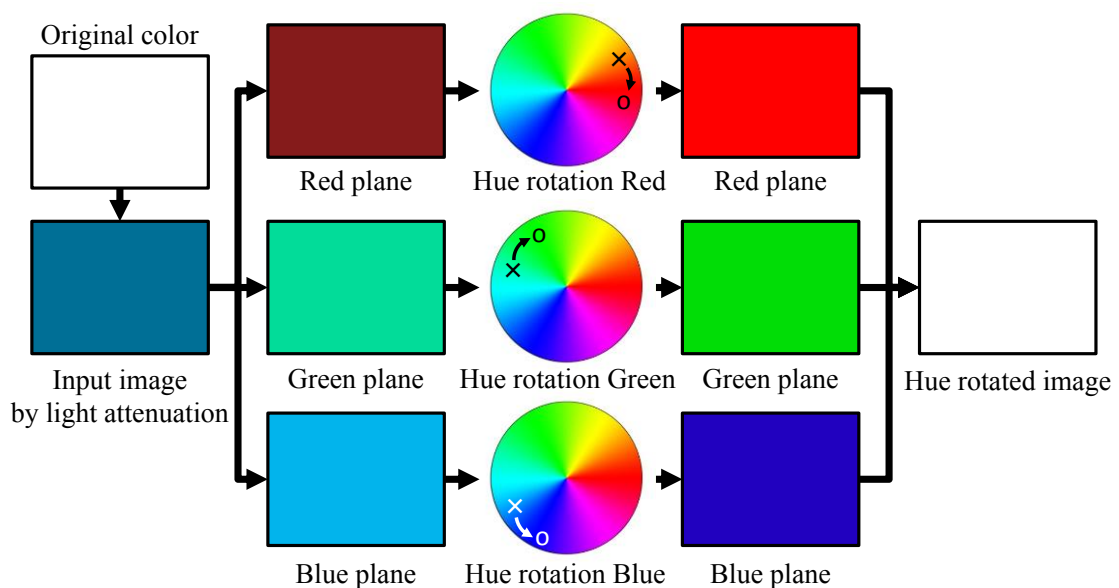 Original color
Input image
by light attenuation
Red plane
Hue rotation Red
Red plane
Green plane
Hue rotation Green
Green plane
Blue plane
Hue rotation Blue
Blue plane
Hue rotated image